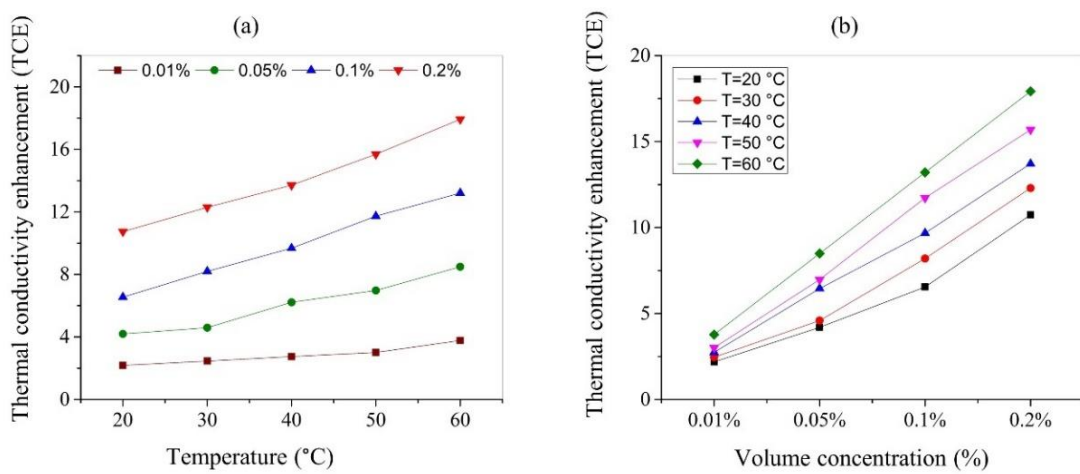 (a)
Thermal conductivity enhancement (TCE)
0.01% 0.05% 0.1% 0.2%
20
16
12
8
4
0
20 30 40 50 60
Temperature (°C)
(b)
Thermal conductivity enhancement (TCE)
T=20 °C
T=30 °C
T=40 °C
T=50 °C
T=60 °C
20
15
10
5
0
0.01% 0.05% 0.1% 0.2%
Volume concentration (%)